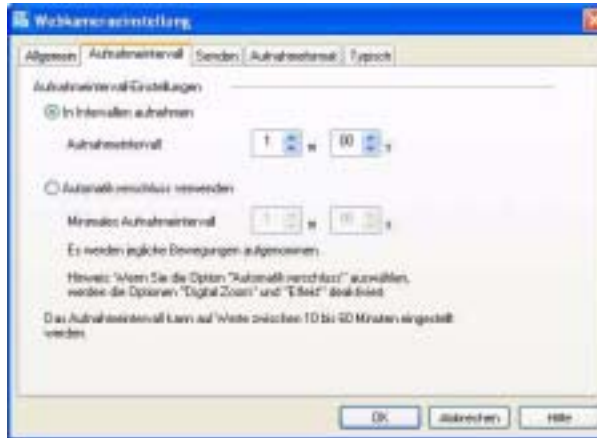 Webkameraeinstellung
Allgemein Aufnahmeintervall Senden Aufnahmeformat Typisch
Aufnahmeintervall-Einstellungen
In Intervallen aufnehmen
Aufnahmeintervall 1 m 00 s
Automatikverschluss verwenden
Minimales Aufnahmeintervall 1 m 00 s
Es werden jegliche Bewegungen aufgenommen.
Hinweis: Wenn Sie die Option "Automatikverschluss" auswählen,
werden die Optionen "Digital Zoom" und "Effekt" deaktiviert.
Das Aufnahmeintervall kann auf Werte zwischen 10 bis 60 Minuten eingestellt
werden.
OK Abbrechen Hilfe